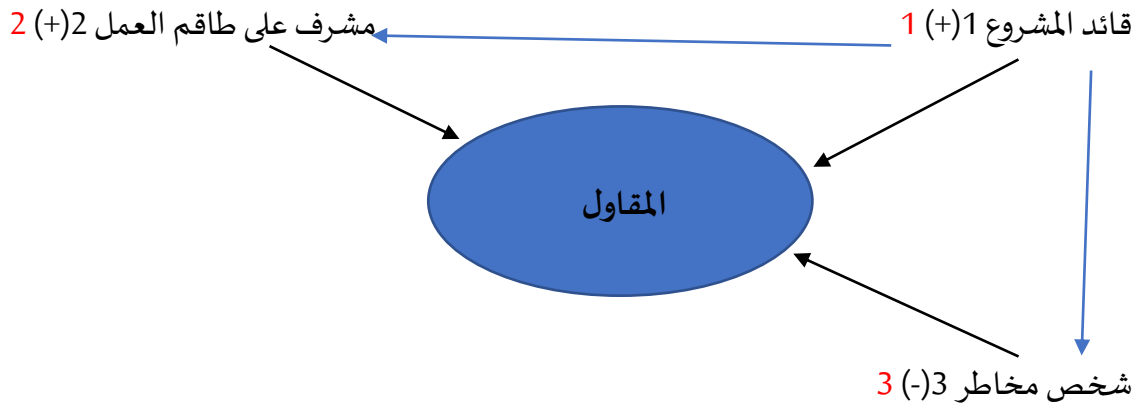 قائد المشروع 1(+) 1
مشرف على طاقم العمل 2(+) 2
المقاول
شخص مخاطر 3(-) 3